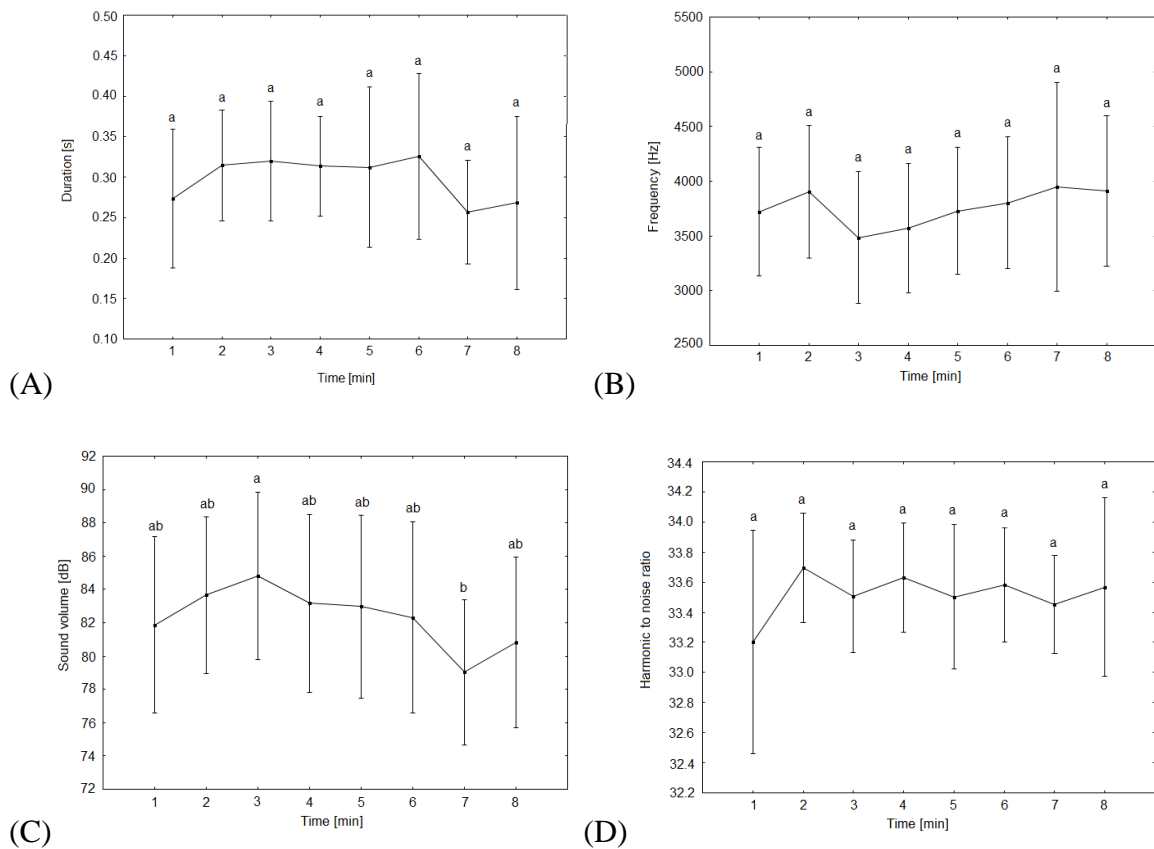 0.50
0.45
0.40
0.35
0.30
0.25
0.20
0.15
0.10
Duration [s]
a a a a a a a a
1 2 3 4 5 6 7 8
Time [min]
(A)
5500
5000
4500
4000
3500
3000
2500
Frequency [Hz]
a a a a a a a a
1 2 3 4 5 6 7 8
Time [min]
(B)
92
90
88
86
84
82
80
78
76
74
72
Sound volume [dB]
ab ab a ab ab ab b ab
1 2 3 4 5 6 7 8
Time [min]
(C)
34.4
34.2
34.0
33.8
33.6
33.4
33.2
33.0
32.8
32.6
32.4
32.2
Harmonic to noise ratio
a a a a a a a a
1 2 3 4 5 6 7 8
Time [min]
(D)